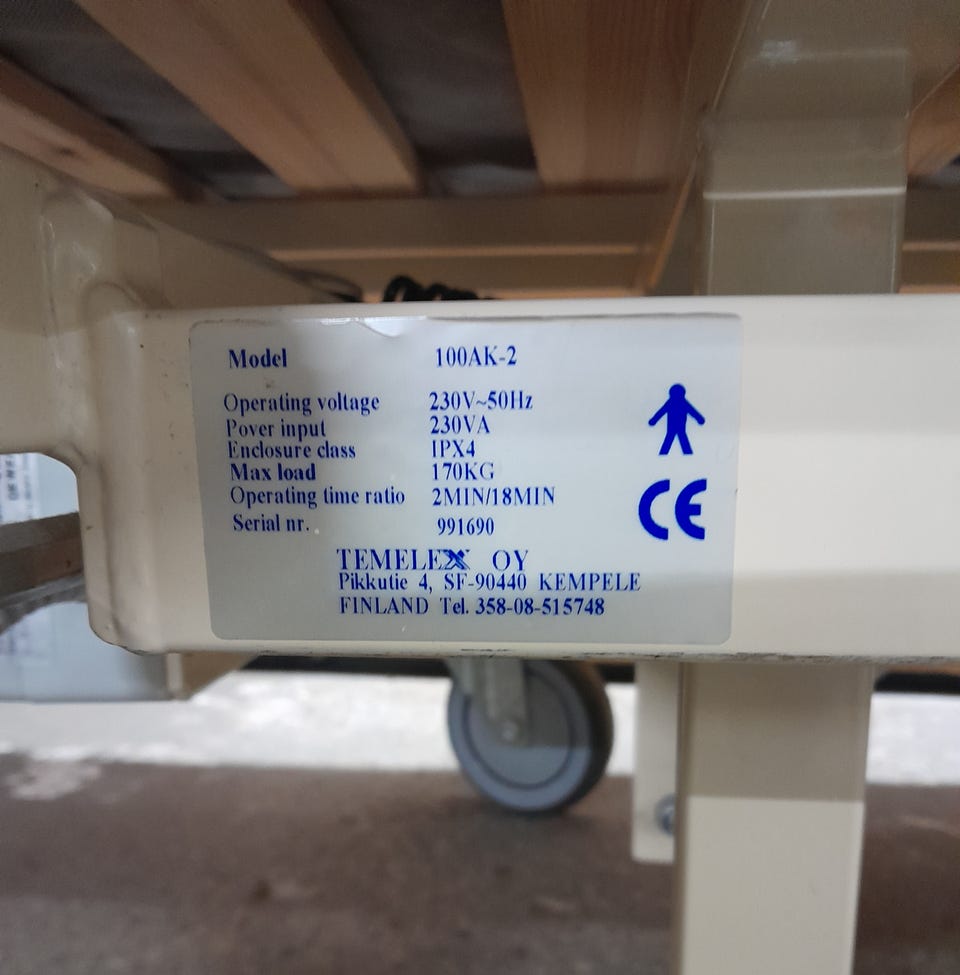 Model 100AK-2
Operating voltage 230V~50Hz
Pover input 230VA
Enclosure class IPX4
Max load 170KG
Operating time ratio 2MIN/18MIN
Serial nr. 991690
CE
TEMELEX OY
Pikkutie 4, SF-90440 KEMPELE
FINLAND Tel. 358-08-515748